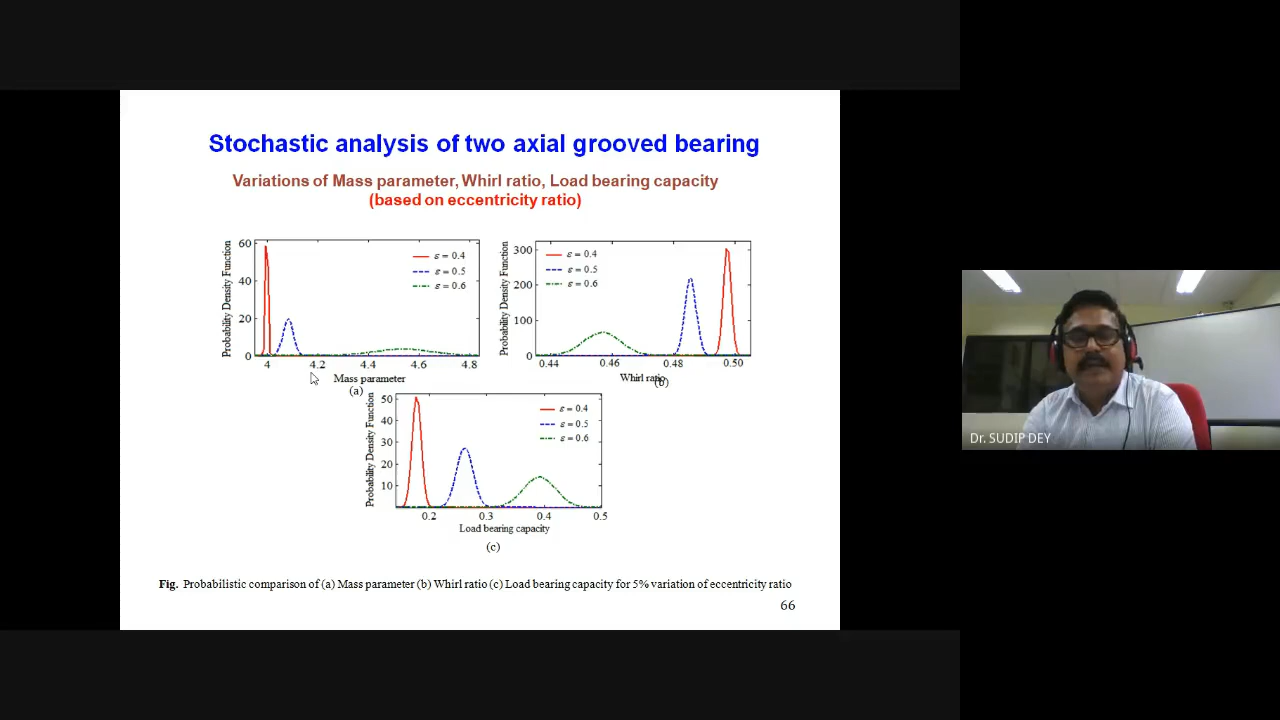 Stochastic analysis of two axial grooved bearing
Variations of Mass parameter, Whirl ratio, Load bearing capacity
(based on eccentricity ratio)
Probability Density Function
60
40
20
0
4
4.2
4.4
4.6
4.8
ε = 0.4
ε = 0.5
ε = 0.6
Mass parameter
(a)
Probability Density Function
300
200
100
0
0.44
0.46
0.48
0.50
ε = 0.4
ε = 0.5
ε = 0.6
Whirl ratio
(b)
Probability Density Function
50
40
30
20
10
0.2
0.3
0.4
0.5
ε = 0.4
ε = 0.5
ε = 0.6
Load bearing capacity
(c)
Fig. Probabilistic comparison of (a) Mass parameter (b) Whirl ratio (c) Load bearing capacity for 5% variation of eccentricity ratio
66
Dr. SUDIP DEY